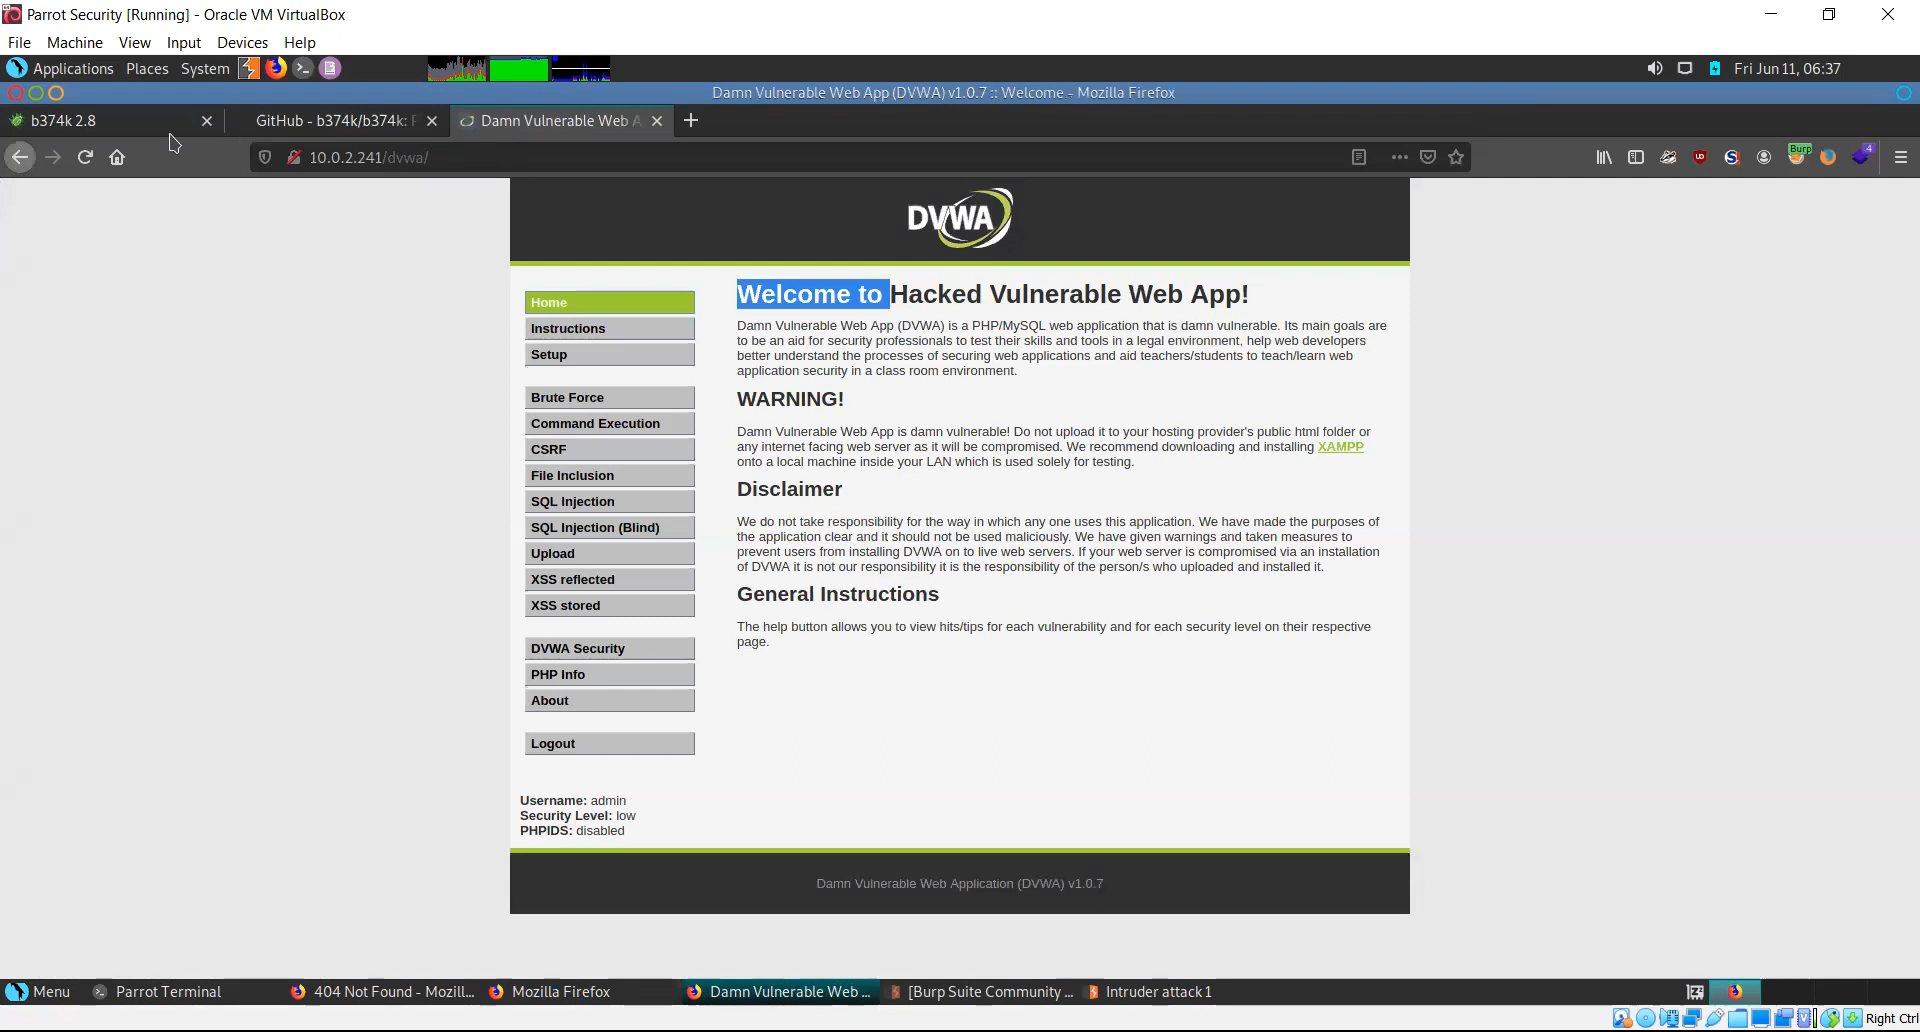 Parrot Security [Running] - Oracle VM VirtualBox
File Machine View Input Devices Help
Applications Places System Fri Jun 11, 06:37
Damn Vulnerable Web App (DVWA) v1.0.7 :: Welcome - Mozilla Firefox
b374k 2.8
GitHub - b374k/b374k:
Damn Vulnerable Web A
10.0.2.241/dvwa/
Burp
4
DVWA
Home
Instructions
Setup
Brute Force
Command Execution
CSRF
File Inclusion
SQL Injection
SQL Injection (Blind)
Upload
XSS reflected
XSS stored
DVWA Security
PHP Info
About
Logout
Username: admin
Security Level: low
PHPIDS: disabled
Welcome to Hacked Vulnerable Web App!
Damn Vulnerable Web App (DVWA) is a PHP/MySQL web application that is damn vulnerable. Its main goals are
to be an aid for security professionals to test their skills and tools in a legal environment, help web developers
better understand the processes of securing web applications and aid teachers/students to teach/learn web
application security in a class room environment.
WARNING!
Damn Vulnerable Web App is damn vulnerable! Do not upload it to your hosting provider's public html folder or
any internet facing web server as it will be compromised. We recommend downloading and installing XAMPP
onto a local machine inside your LAN which is used solely for testing.
Disclaimer
We do not take responsibility for the way in which any one uses this application. We have made the purposes of
the application clear and it should not be used maliciously. We have given warnings and taken measures to
prevent users from installing DVWA on to live web servers. If your web server is compromised via an installation
of DVWA it is not our responsibility it is the responsibility of the person/s who uploaded and installed it.
General Instructions
The help button allows you to view hits/tips for each vulnerability and for each security level on their respective
page.
Damn Vulnerable Web Application (DVWA) v1.0.7
Menu Parrot Terminal 404 Not Found - Mozill... Mozilla Firefox Damn Vulnerable Web ... [Burp Suite Community ... Intruder attack 1
Right Ctrl